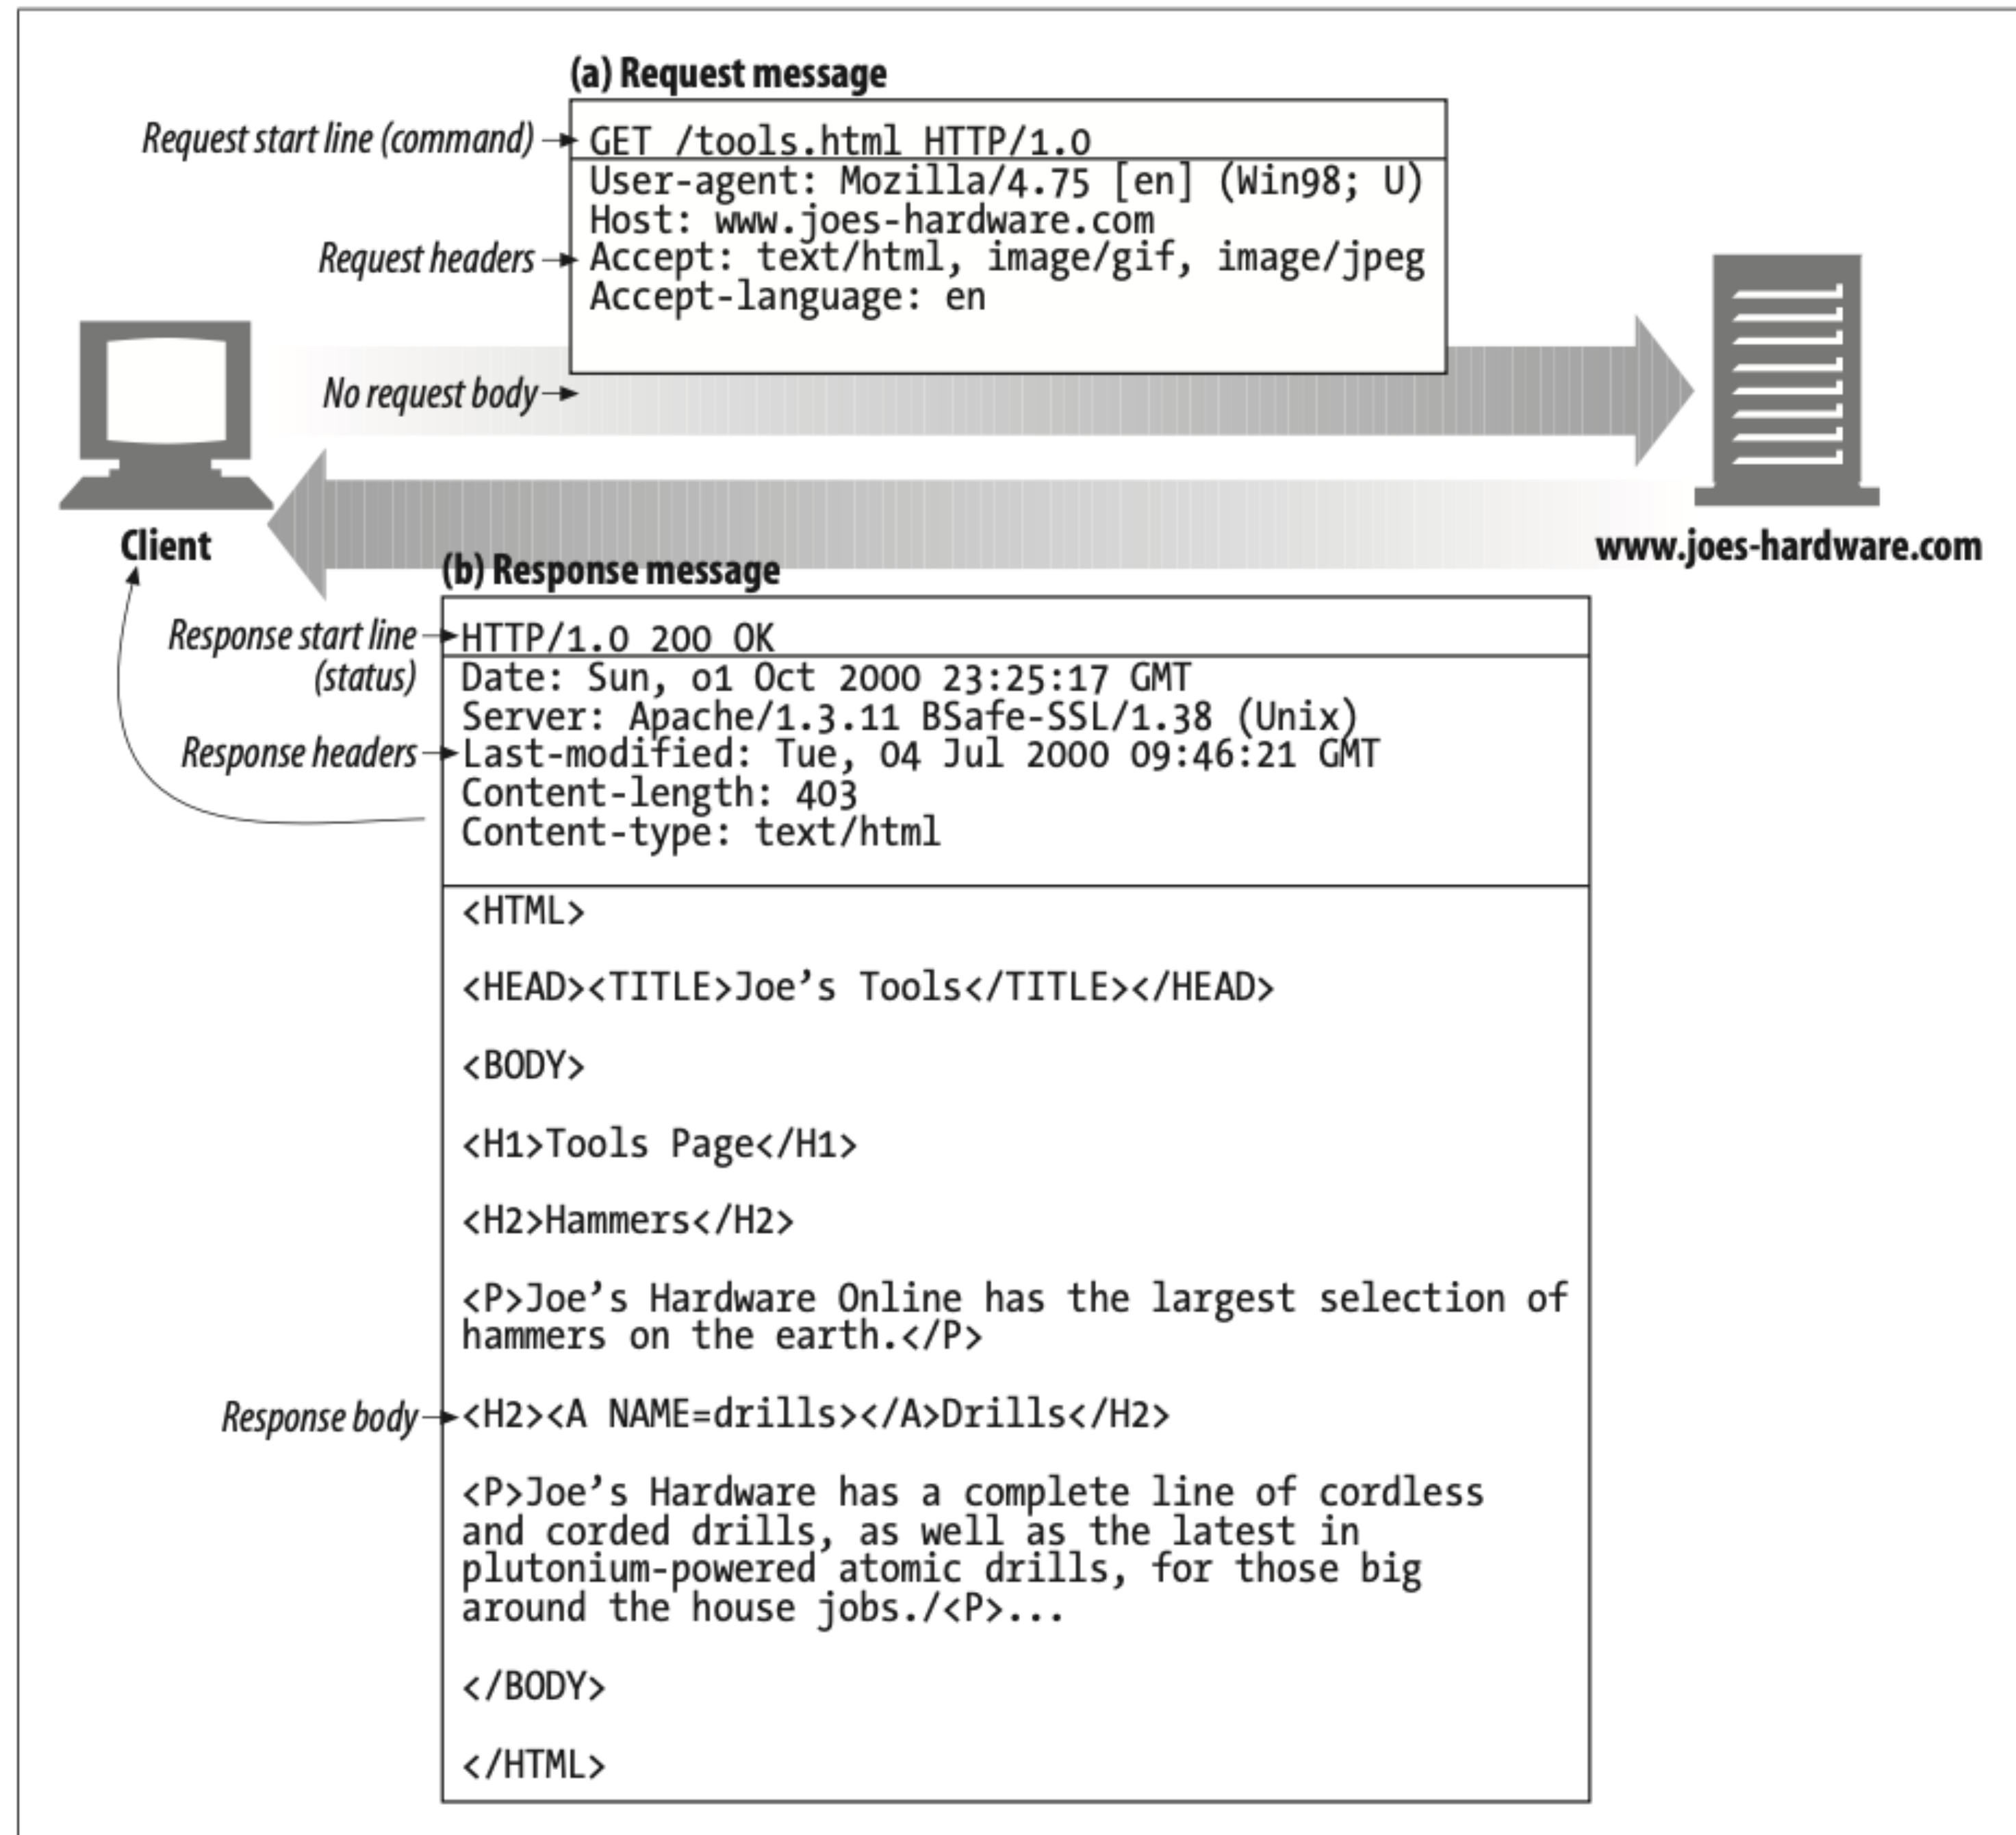 (a) Request message
Request start line (command)
GET /tools.html HTTP/1.0
User-agent: Mozilla/4.75 [en] (Win98; U)
Host: www.joes-hardware.com
Request headers
Accept: text/html, image/gif, image/jpeg
Accept-language: en
No request body
Client
www.joes-hardware.com
(b) Response message
Response start line
(status)
HTTP/1.0 200 OK
Date: Sun, o1 Oct 2000 23:25:17 GMT
Server: Apache/1.3.11 BSafe-SSL/1.38 (Unix)
Response headers
Last-modified: Tue, 04 Jul 2000 09:46:21 GMT
Content-length: 403
Content-type: text/html
<HTML>
<HEAD><TITLE>Joe’s Tools</TITLE></HEAD>
<BODY>
<H1>Tools Page</H1>
<H2>Hammers</H2>
<P>Joe’s Hardware Online has the largest selection of
hammers on the earth.</P>
Response body
<H2><A NAME=drills></A>Drills</H2>
<P>Joe’s Hardware has a complete line of cordless
and corded drills, as well as the latest in
plutonium-powered atomic drills, for those big
around the house jobs./<P>...
</BODY>
</HTML>